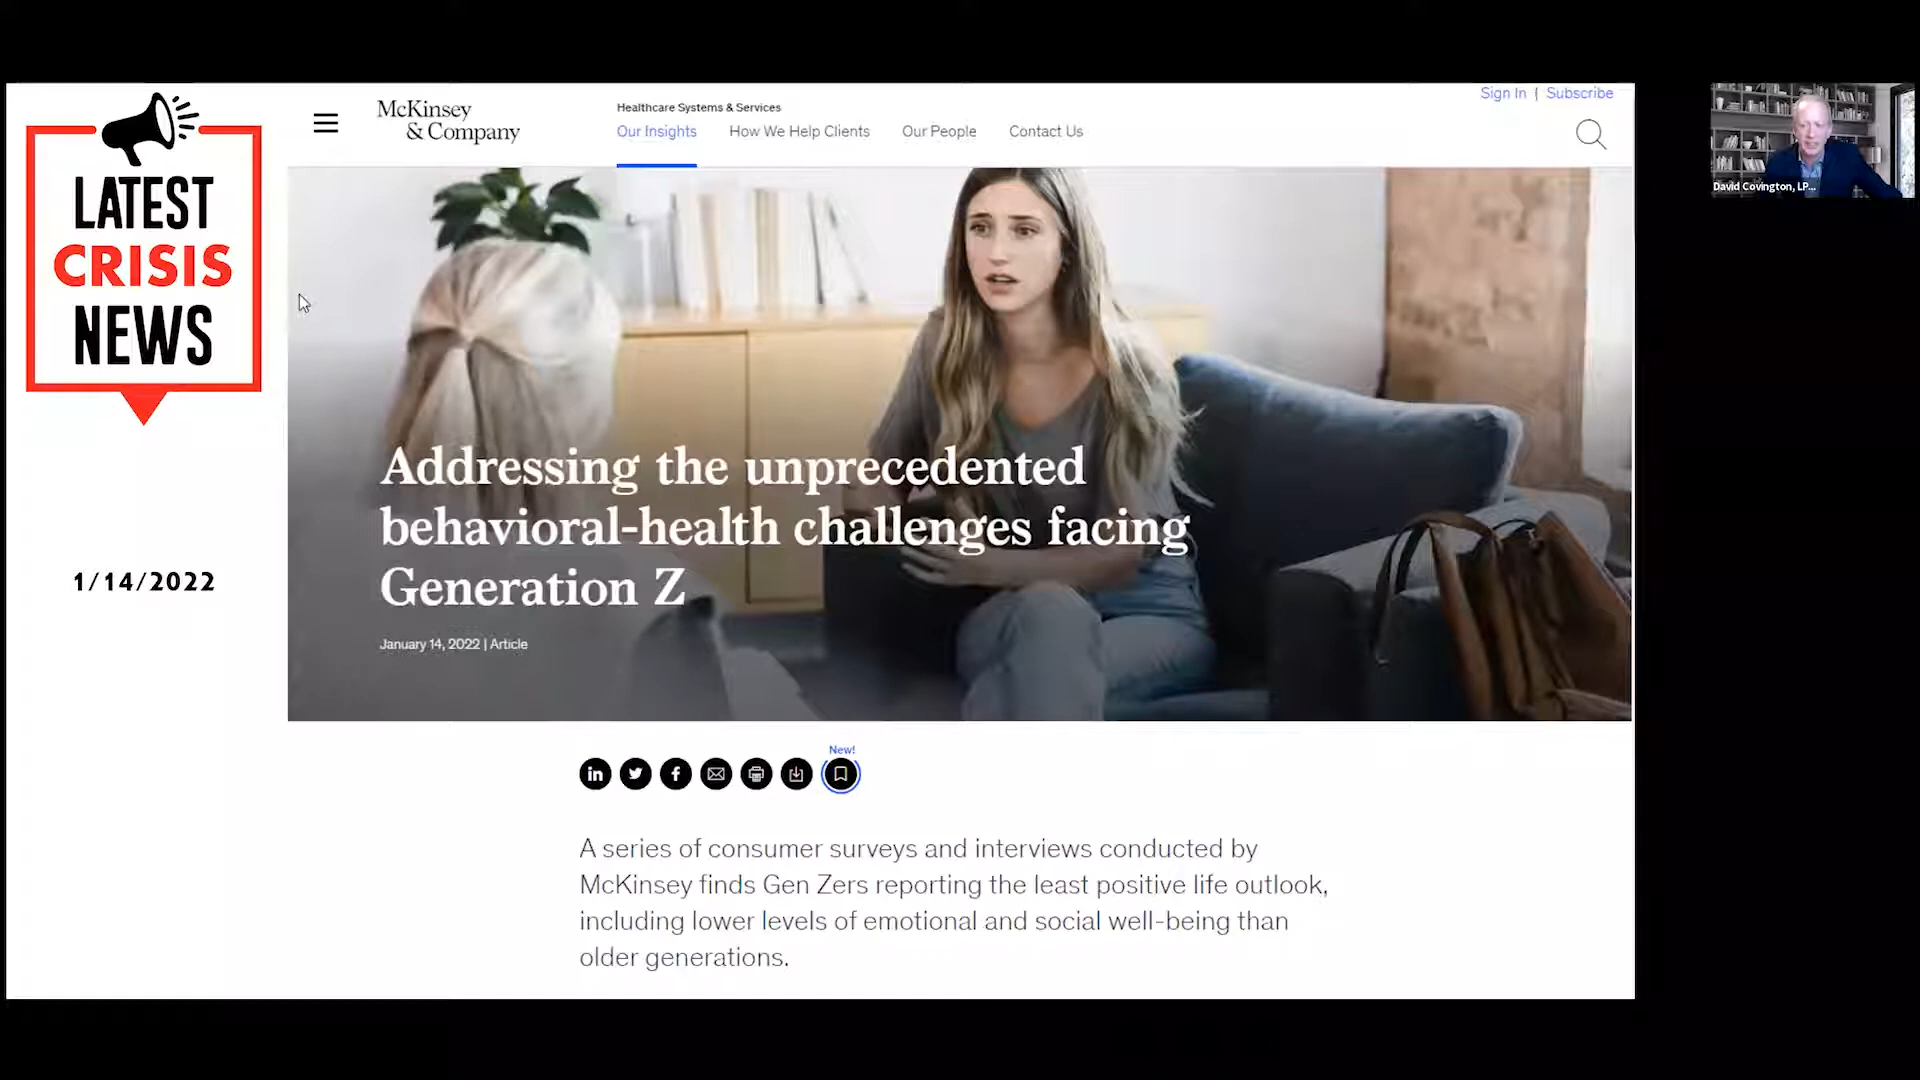 LATEST
CRISIS
NEWS
1/14/2022
McKinsey
& Company
Healthcare Systems & Services
Our Insights
How We Help Clients
Our People
Contact Us
Sign In | Subscribe
Addressing the unprecedented
behavioral-health challenges facing
Generation Z
January 14, 2022 | Article
in
f
New!
A series of consumer surveys and interviews conducted by
McKinsey finds Gen Zers reporting the least positive life outlook,
including lower levels of emotional and social well-being than
older generations.
David Covington, LP...